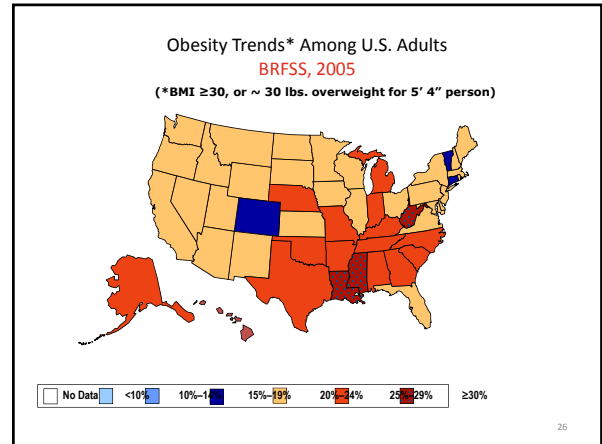 Obesity Trends* Among U.S. Adults
BRFSS, 2005
(*BMI ≥30, or ~ 30 lbs. overweight for 5' 4" person)
No Data <10% 10%–14% 15%–19% 20%–24% 25%–29% ≥30%
26